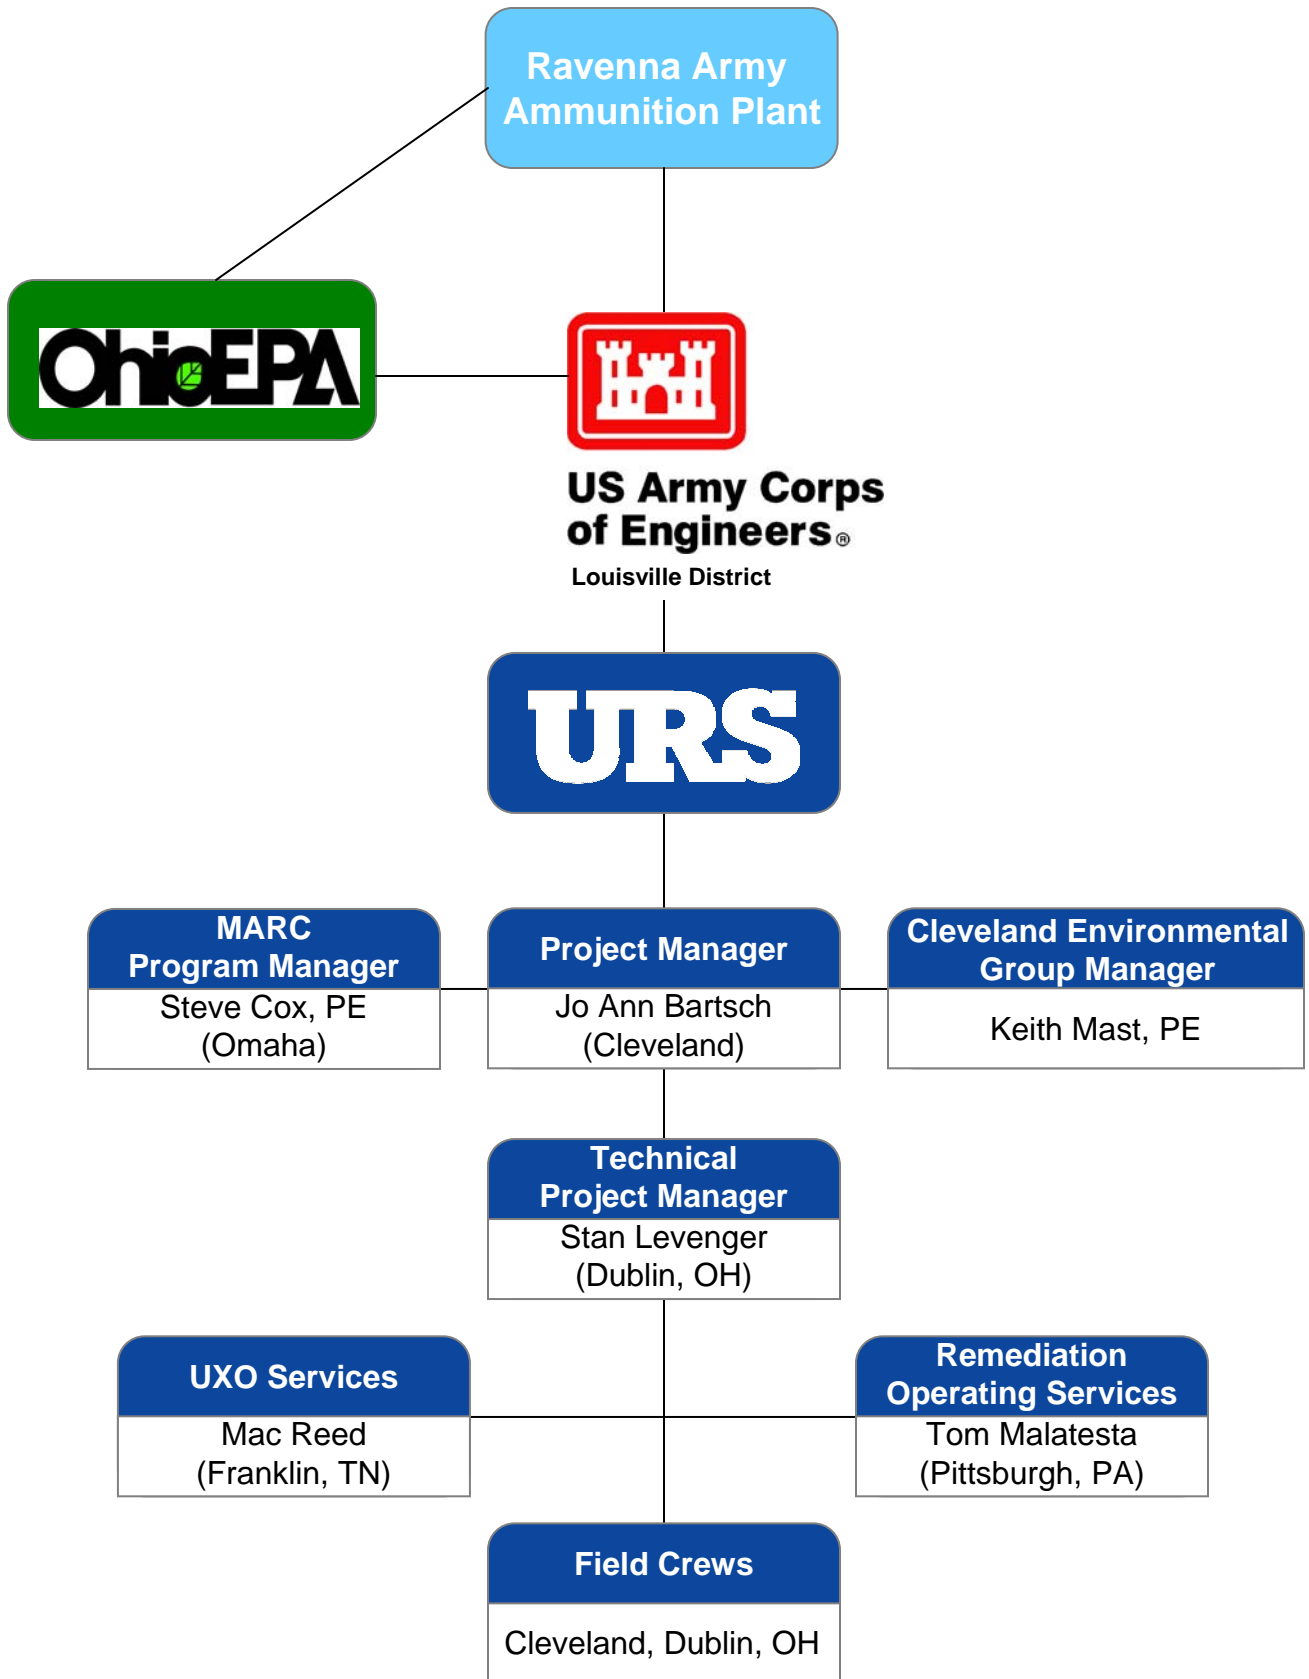 Ravenna Army
Ammunition Plant
OhioEPA
US Army Corps
of Engineers®
Louisville District
URS
MARC
Program Manager
Steve Cox, PE
(Omaha)
Project Manager
Jo Ann Bartsch
(Cleveland)
Cleveland Environmental
Group Manager
Keith Mast, PE
Technical
Project Manager
Stan Levenger
(Dublin, OH)
UXO Services
Mac Reed
(Franklin, TN)
Remediation
Operating Services
Tom Malatesta
(Pittsburgh, PA)
Field Crews
Cleveland, Dublin, OH